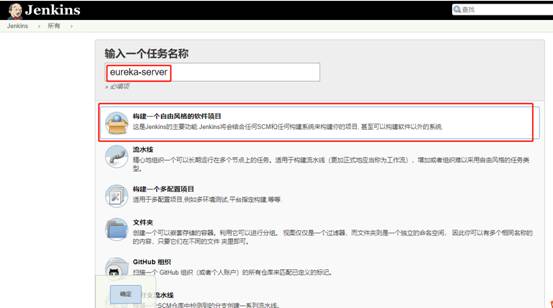 Jenkins
查找
Jenkins › 所有 ›
输入一个任务名称
eureka-server
» 必填项
构建一个自由风格的软件项目
这是Jenkins的主要功能.Jenkins将会结合任何SCM和任何构建系统来构建你的项目, 甚至可以构建软件以外的系统.
流水线
精心地组织一个可以长期运行在多个节点上的任务。适用于构建流水线（更加正式地应当称为工作流），增加或者组织难以采用自由风格的任务类
型。
构建一个多配置项目
适用于多配置项目,例如多环境测试,平台指定构建,等等.
文件夹
创建一个可以嵌套存储的容器。利用它可以进行分组。 视图仅仅是一个过滤器，而文件夹则是一个独立的命名空间， 因此你可以有多个相同名称的
的内容，只要它们在不同的文件 夹里即可。
GitHub 组织
扫描一个 GitHub 组织（或者个人账户）的所有仓库来匹配已定义的标记。
流水线
确定
SCM仓库中检测到的分支创建一系列流水线。